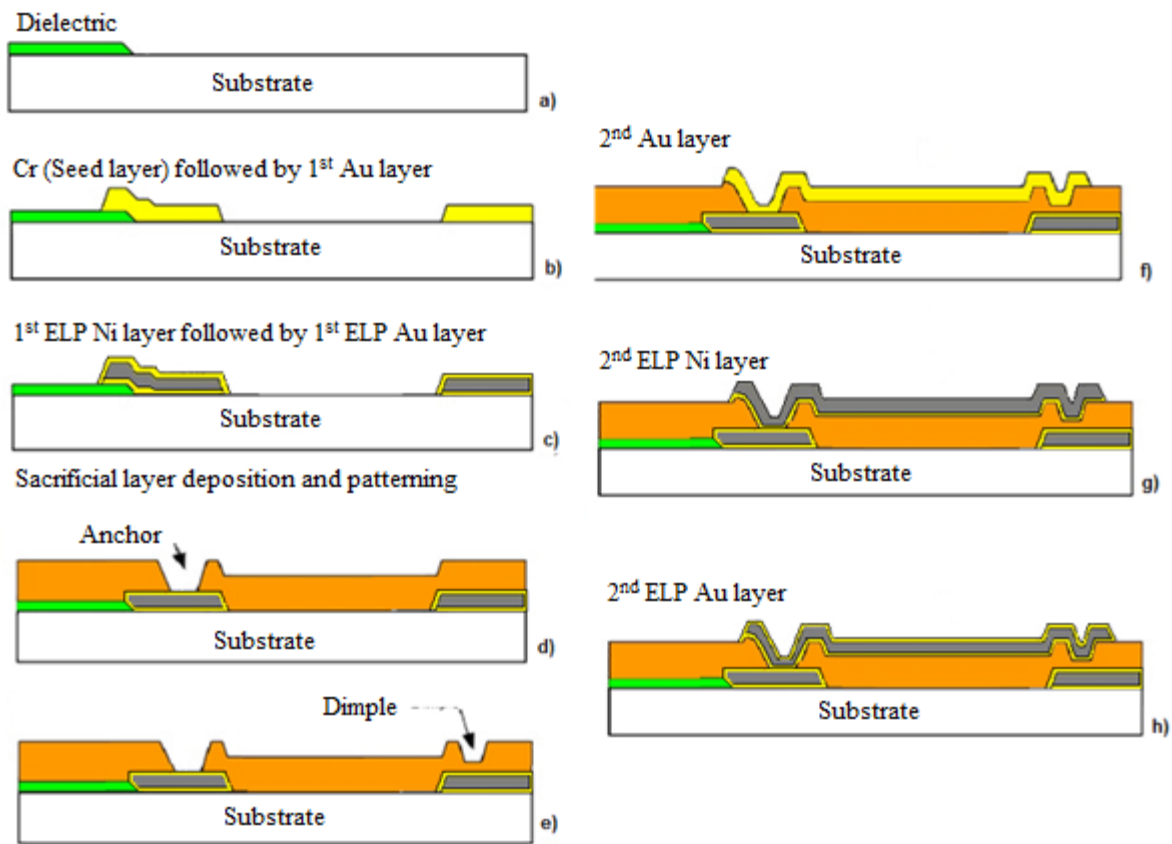 Dielectric
Substrate
a)
Cr (Seed layer) followed by 1st Au layer
Substrate
b)
1st ELP Ni layer followed by 1st ELP Au layer
Substrate
c)
Sacrificial layer deposition and patterning
Anchor
Substrate
d)
Dimple
Substrate
e)
2nd Au layer
Substrate
f)
2nd ELP Ni layer
Substrate
g)
2nd ELP Au layer
Substrate
h)